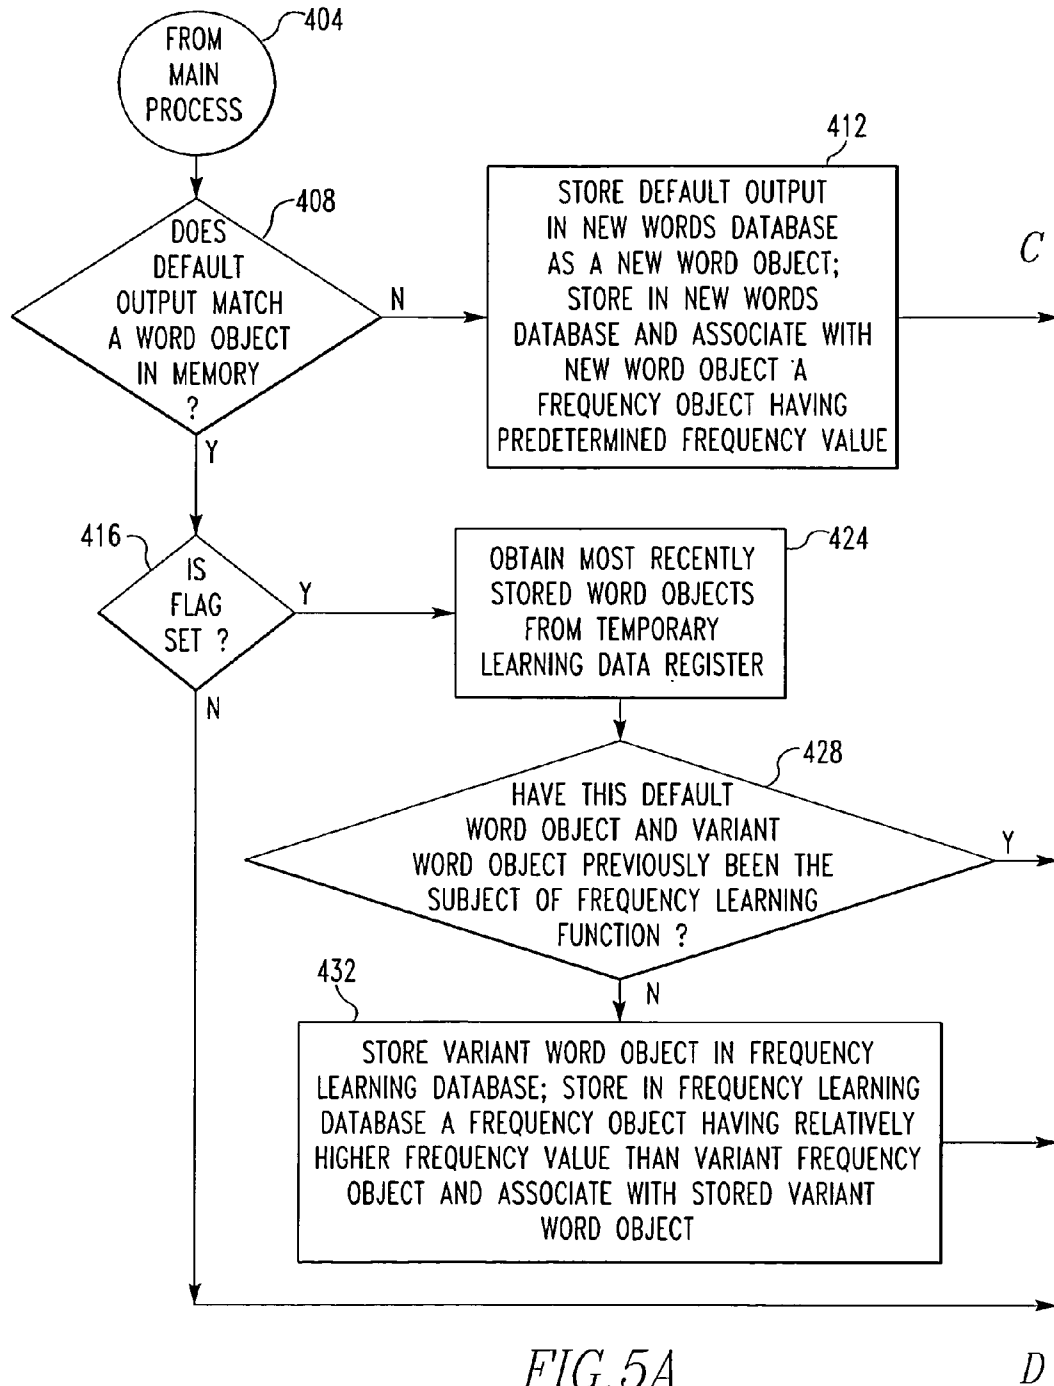 404
FROM
MAIN
PROCESS
408
DOES
DEFAULT
OUTPUT MATCH
A WORD OBJECT
IN MEMORY
?
N
Y
412
STORE DEFAULT OUTPUT
IN NEW WORDS DATABASE
AS A NEW WORD OBJECT;
STORE IN NEW WORDS
DATABASE AND ASSOCIATE WITH
NEW WORD OBJECT A
FREQUENCY OBJECT HAVING
PREDETERMINED FREQUENCY VALUE
C
416
IS
FLAG
SET ?
Y
N
424
OBTAIN MOST RECENTLY
STORED WORD OBJECTS
FROM TEMPORARY
LEARNING DATA REGISTER
428
HAVE THIS DEFAULT
WORD OBJECT AND VARIANT
WORD OBJECT PREVIOUSLY BEEN THE
SUBJECT OF FREQUENCY LEARNING
FUNCTION ?
Y
N
432
STORE VARIANT WORD OBJECT IN FREQUENCY
LEARNING DATABASE; STORE IN FREQUENCY LEARNING
DATABASE A FREQUENCY OBJECT HAVING RELATIVELY
HIGHER FREQUENCY VALUE THAN VARIANT FREQUENCY
OBJECT AND ASSOCIATE WITH STORED VARIANT
WORD OBJECT
FIG.5A
D